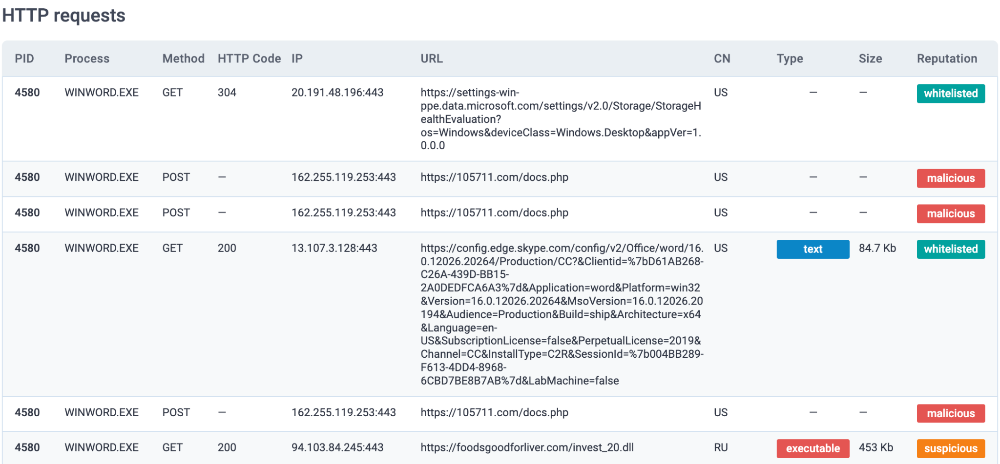 HTTP requests
PID Process Method HTTP Code IP URL CN Type Size Reputation
4580 WINWORD.EXE GET 304 20.191.48.196:443 https://settings-win- US — — whitelisted
ppe.data.microsoft.com/settings/v2.0/Storage/StorageH
ealthEvaluation?
os=Windows&deviceClass=Windows.Desktop&appVer=1.
0.0.0
4580 WINWORD.EXE POST — 162.255.119.253:443 https://105711.com/docs.php US — — malicious
4580 WINWORD.EXE POST — 162.255.119.253:443 https://105711.com/docs.php US — — malicious
4580 WINWORD.EXE GET 200 13.107.3.128:443 https://config.edge.skype.com/config/v2/Office/word/16. US text 84.7 Kb whitelisted
0.12026.20264/Production/CC?&Clientid=%7bD61AB268-
C26A-439D-BB15-
2A0DEDFCA6A3%7d&Application=word&Platform=win32
&Version=16.0.12026.20264&MsoVersion=16.0.12026.20
194&Audience=Production&Build=ship&Architecture=x64
&Language=en-
US&SubscriptionLicense=false&PerpetualLicense=2019&
Channel=CC&InstallType=C2R&SessionId=%7b004BB289-
F613-4DD4-8968-
6CBD7BE8B7AB%7d&LabMachine=false
4580 WINWORD.EXE POST — 162.255.119.253:443 https://105711.com/docs.php US — — malicious
4580 WINWORD.EXE GET 200 94.103.84.245:443 https://foodsgoodforliver.com/invest_20.dll RU executable 453 Kb suspicious